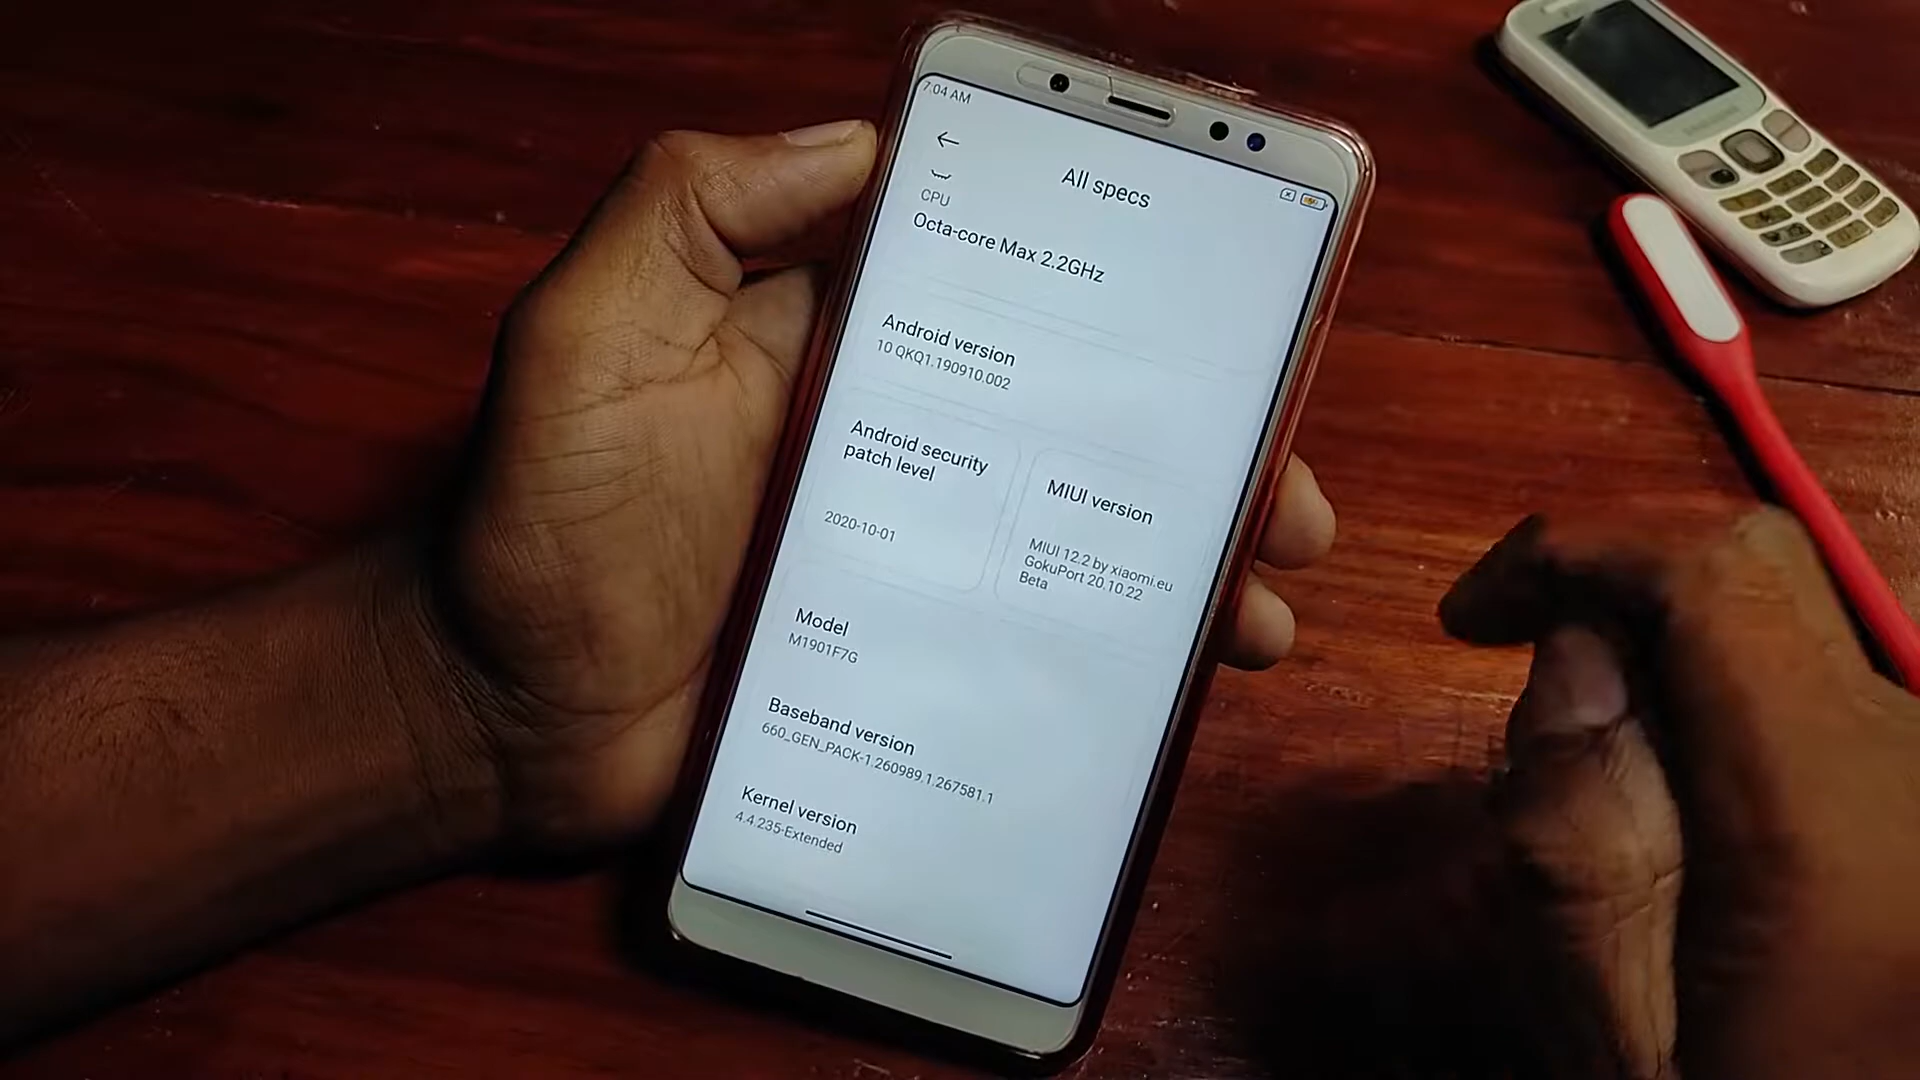 7:04 AM
All specs
CPU
Octa-core Max 2.2GHz
Android version
10 QKQ1.190910.002
Android security
patch level
2020-10-01
MIUI version
MIUI 12.2 by xiaomi.eu
GokuPort 20.10.22
Beta
Model
M1901F7G
Baseband version
660_GEN_PACK-1.260989.1.267581.1
Kernel version
4.4.235-Extended